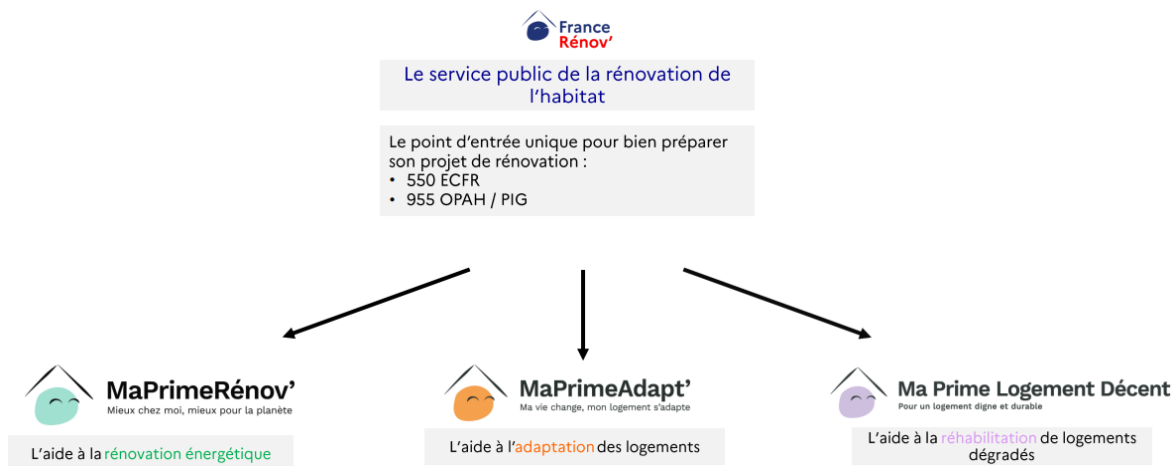 France
Rénov’
Le service public de la rénovation de
l’habitat
Le point d’entrée unique pour bien préparer
son projet de rénovation :
• 550 ECFR
• 955 OPAH / PIG
MaPrimeRénov’
Mieux chez moi, mieux pour la planète
L’aide à la rénovation énergétique
MaPrimeAdapt’
Ma vie change, mon logement s’adapte
L’aide à l’adaptation des logements
Ma Prime Logement Décent
Pour un logement digne et durable
L’aide à la réhabilitation de logements
dégradés